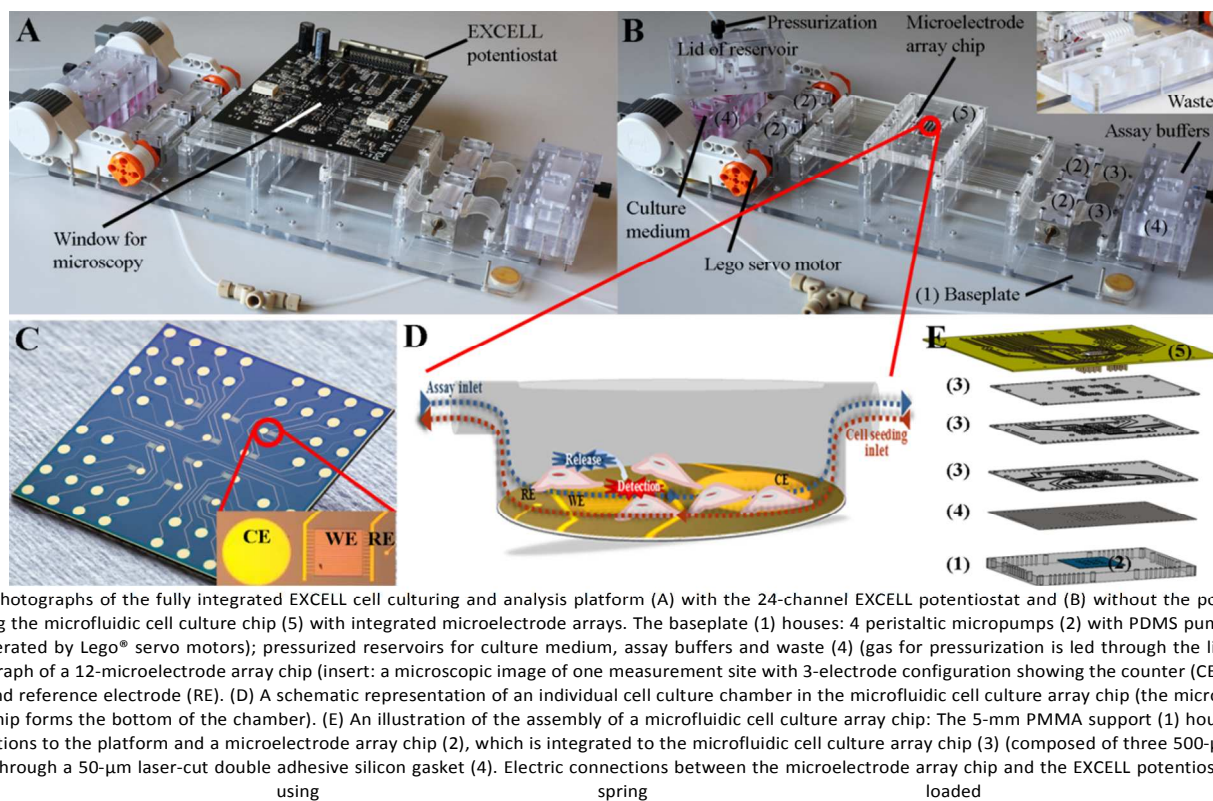 A
EXCELL
potentiostat
Window for
microscopy
B
Pressurization
Lid of reservoir
Microelectrode
array chip
Waste
(2)
(5)
(4)
(2)
Assay buffers
(2)
(3)
(2)
(3)
(4)
Culture
medium
Lego servo motor
(1) Baseplate
C
CE
WE
RE
D
Assay inlet
Cell seeding
inlet
Release
Detection
RE
WE
CE
E
(5)
(3)
(3)
(3)
(4)
(1)
(2)
hotographs of the fully integrated EXCELL cell culturing and analysis platform (A) with the 24-channel EXCELL potentiostat and (B) without the po
g the microfluidic cell culture chip (5) with integrated microelectrode arrays. The baseplate (1) houses: 4 peristaltic micropumps (2) with PDMS pum
erated by Lego® servo motors); pressurized reservoirs for culture medium, assay buffers and waste (4) (gas for pressurization is led through the li
raph of a 12-microelectrode array chip (insert: a microscopic image of one measurement site with 3-electrode configuration showing the counter (CE
nd reference electrode (RE). (D) A schematic representation of an individual cell culture chamber in the microfluidic cell culture array chip (the micro
hip forms the bottom of the chamber). (E) An illustration of the assembly of a microfluidic cell culture array chip: The 5-mm PMMA support (1) hou
tions to the platform and a microelectrode array chip (2), which is integrated to the microfluidic cell culture array chip (3) (composed of three 500-µ
through a 50-µm laser-cut double adhesive silicon gasket (4). Electric connections between the microelectrode array chip and the EXCELL potentios
using spring loaded